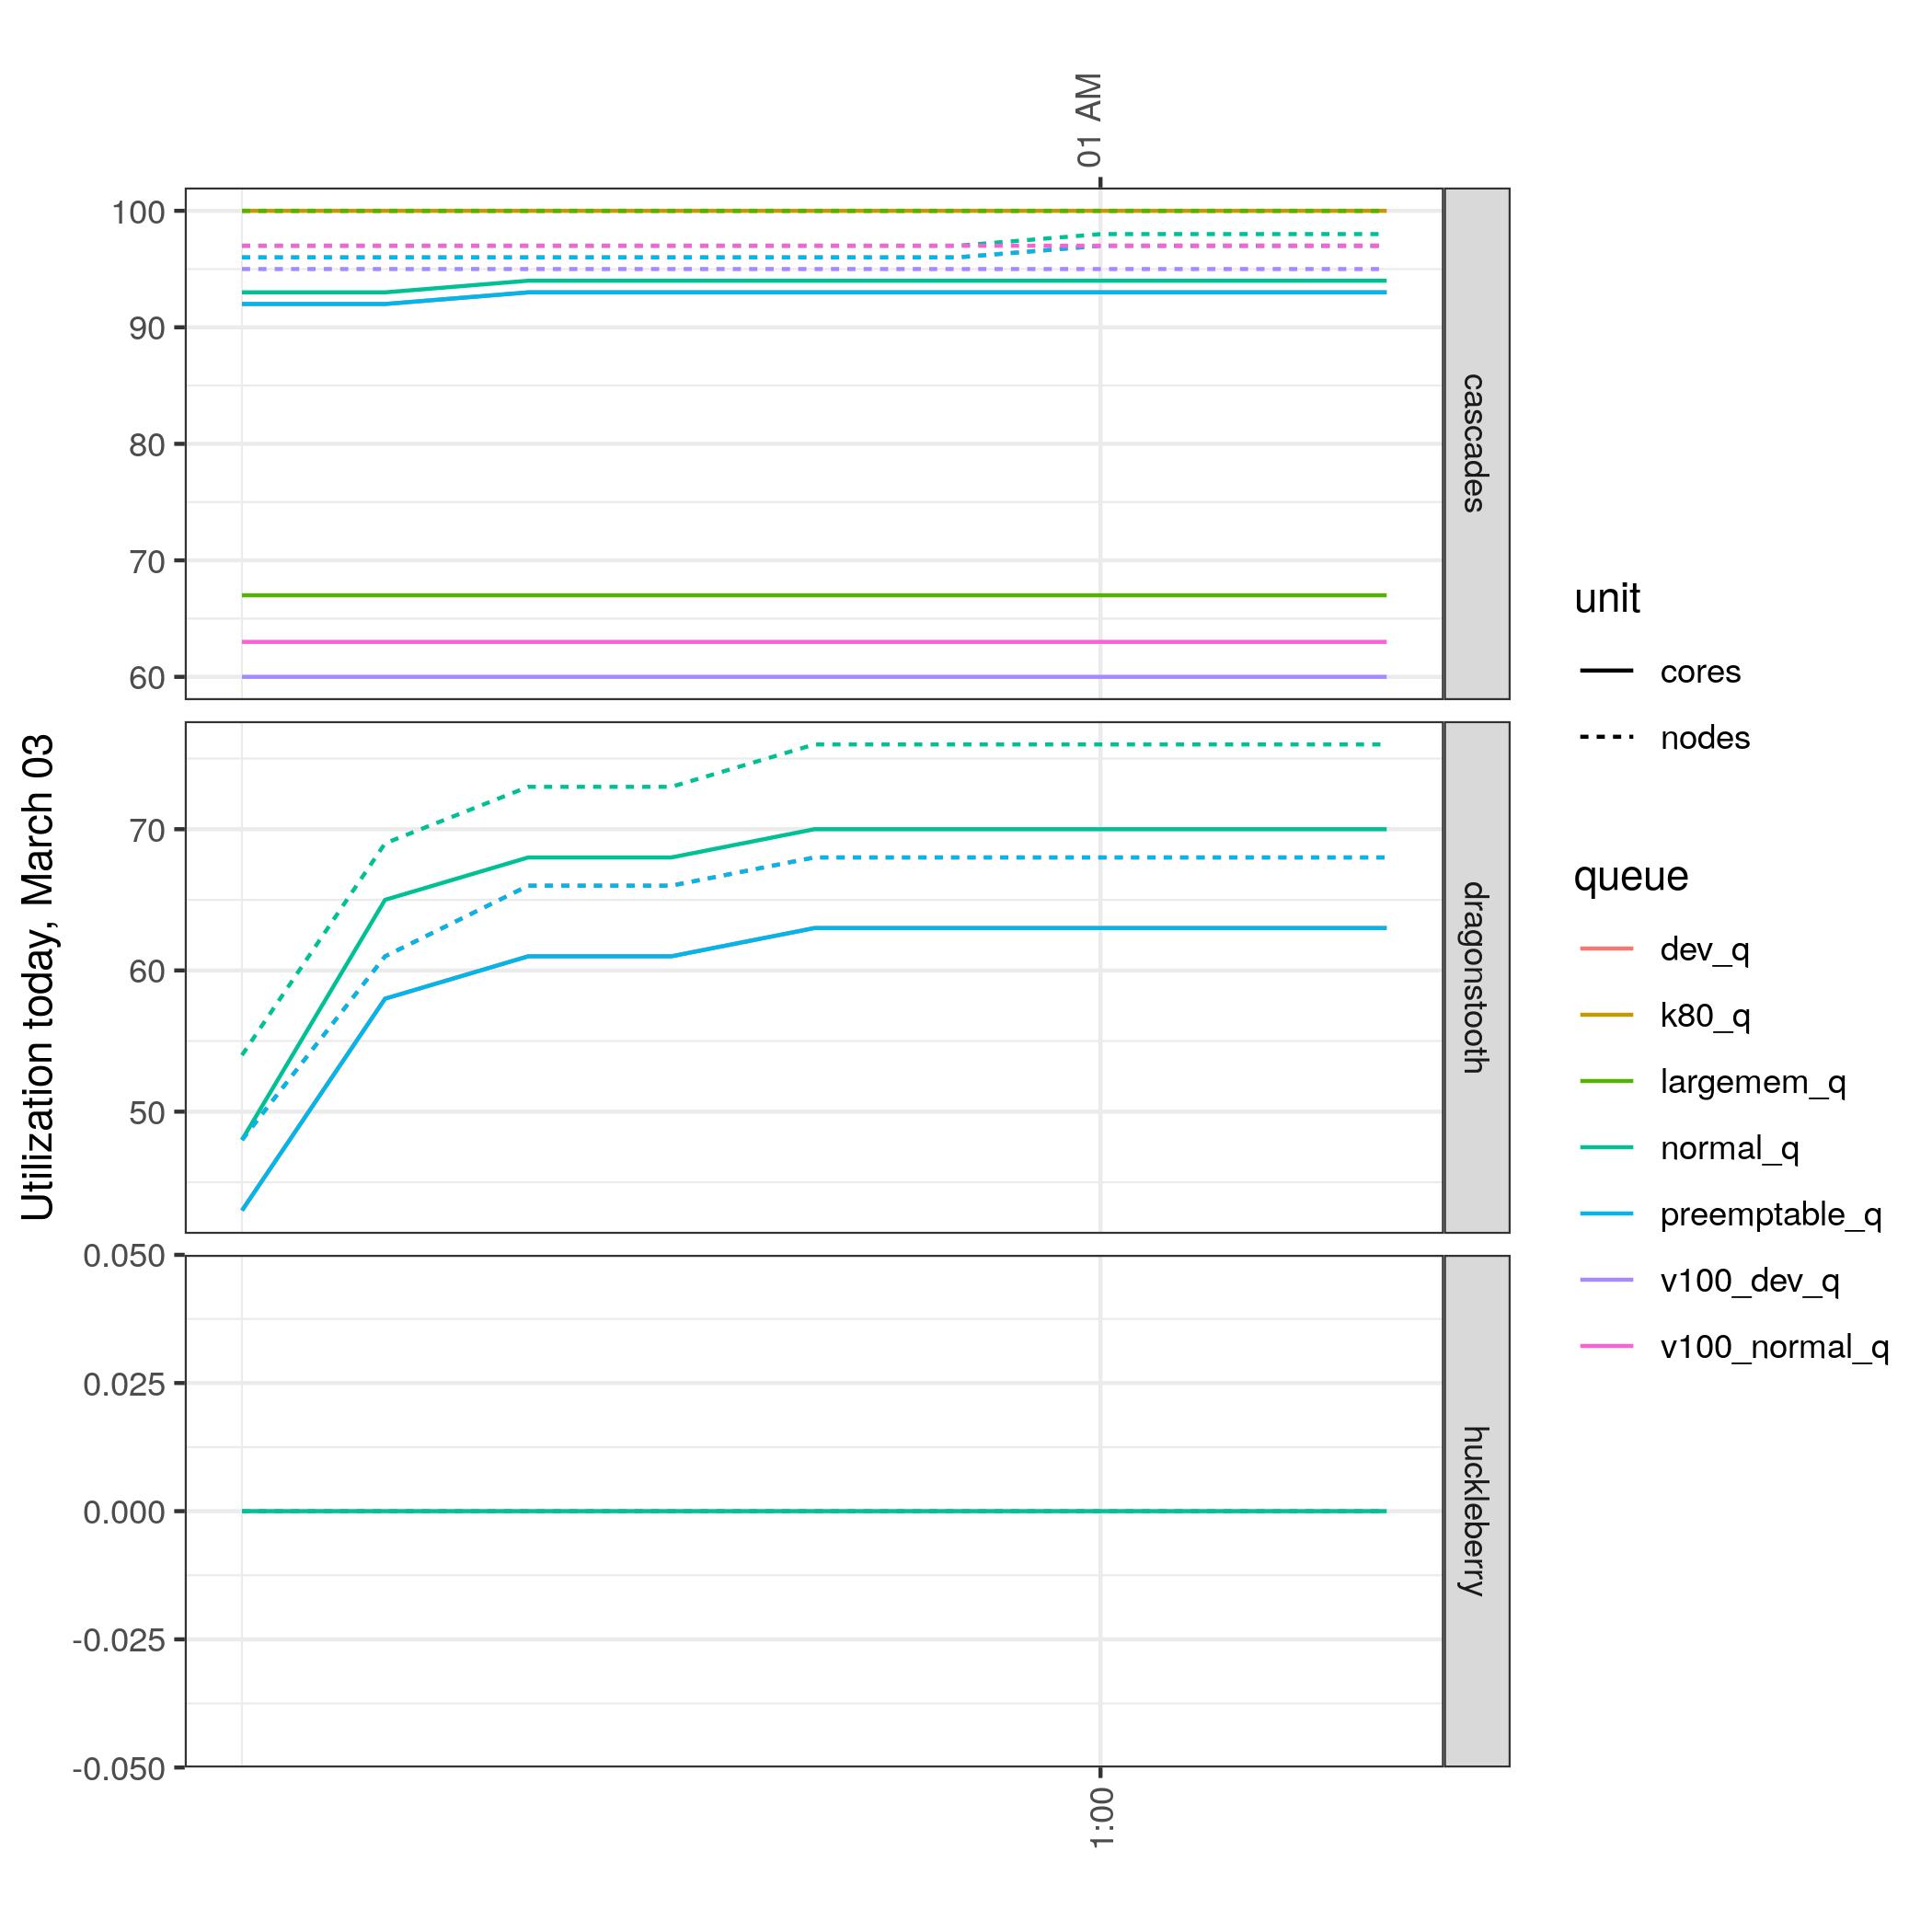 01 AM
Utilization today, March 03
100
90
80
70
60
cascades
70
60
50
dragonstooth
0.050
0.025
0.000
-0.025
-0.050
huckleberry
1:00
unit
cores
nodes
queue
dev_q
k80_q
largemem_q
normal_q
preemptable_q
v100_dev_q
v100_normal_q